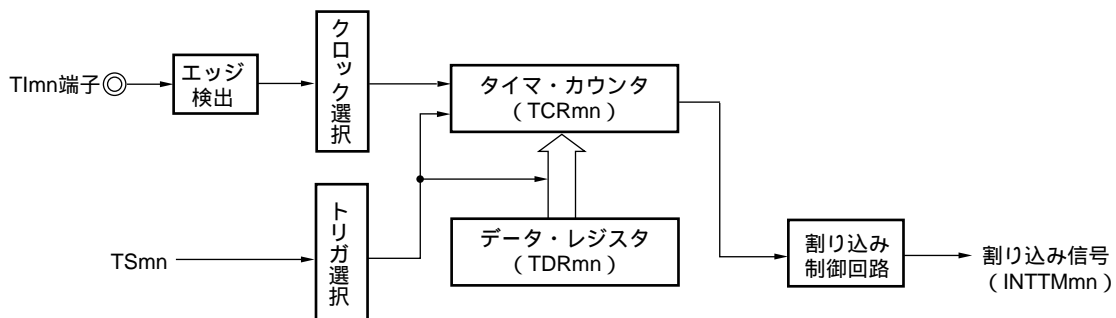 TImn端子
エッジ
検出
クロック選択
タイマ・カウンタ
(TCRmn)
TSmn
トリガ選択
データ・レジスタ
(TDRmn)
割り込み
制御回路
割り込み信号
(INTTMmn)